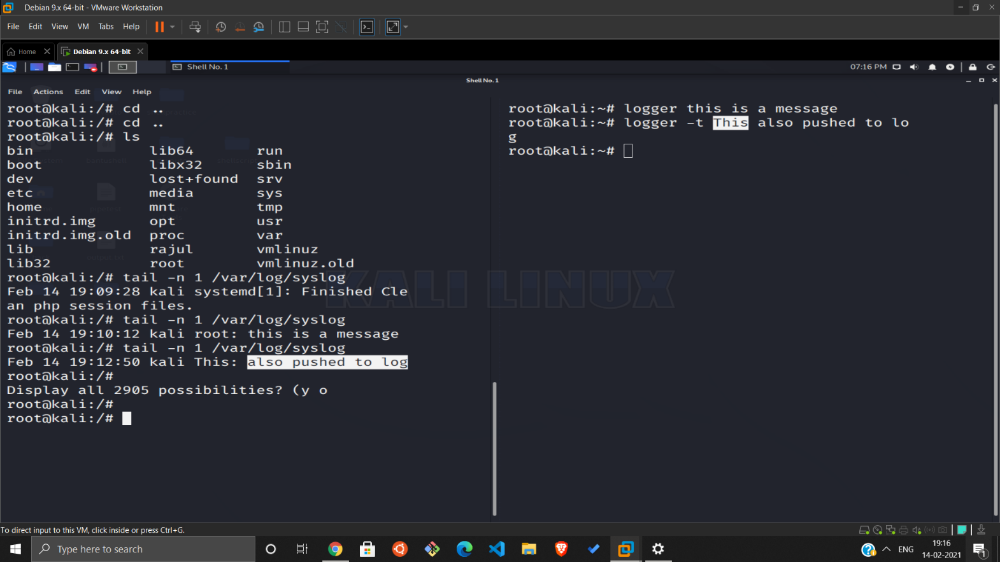 Debian 9.x 64-bit - VMware Workstation
File Edit View VM Tabs Help
Home
Debian 9.x 64-bit
Shell No. 1
07:16 PM
Shell No. 1
File Actions Edit View Help
root@kali:/# cd ..
root@kali:/# cd ..
root@kali:/# ls
bin lib64 run
boot libx32 sbin
dev lost+found srv
etc media sys
home mnt tmp
initrd.img opt usr
initrd.img.old proc var
lib rajul vmlinuz
lib32 root vmlinuz.old
root@kali:/# tail -n 1 /var/log/syslog
Feb 14 19:09:28 kali systemd[1]: Finished Cle
an php session files.
root@kali:/# tail -n 1 /var/log/syslog
Feb 14 19:10:12 kali root: this is a message
root@kali:/# tail -n 1 /var/log/syslog
Feb 14 19:12:50 kali This: also pushed to log
root@kali:/#
Display all 2905 possibilities? (y o
root@kali:/#
root@kali:/#
root@kali:~# logger this is a message
root@kali:~# logger -t This also pushed to lo
g
root@kali:~#
KALI LINUX
To direct input to this VM, click inside or press Ctrl+G.
Type here to search
ENG
19:16
14-02-2021
1